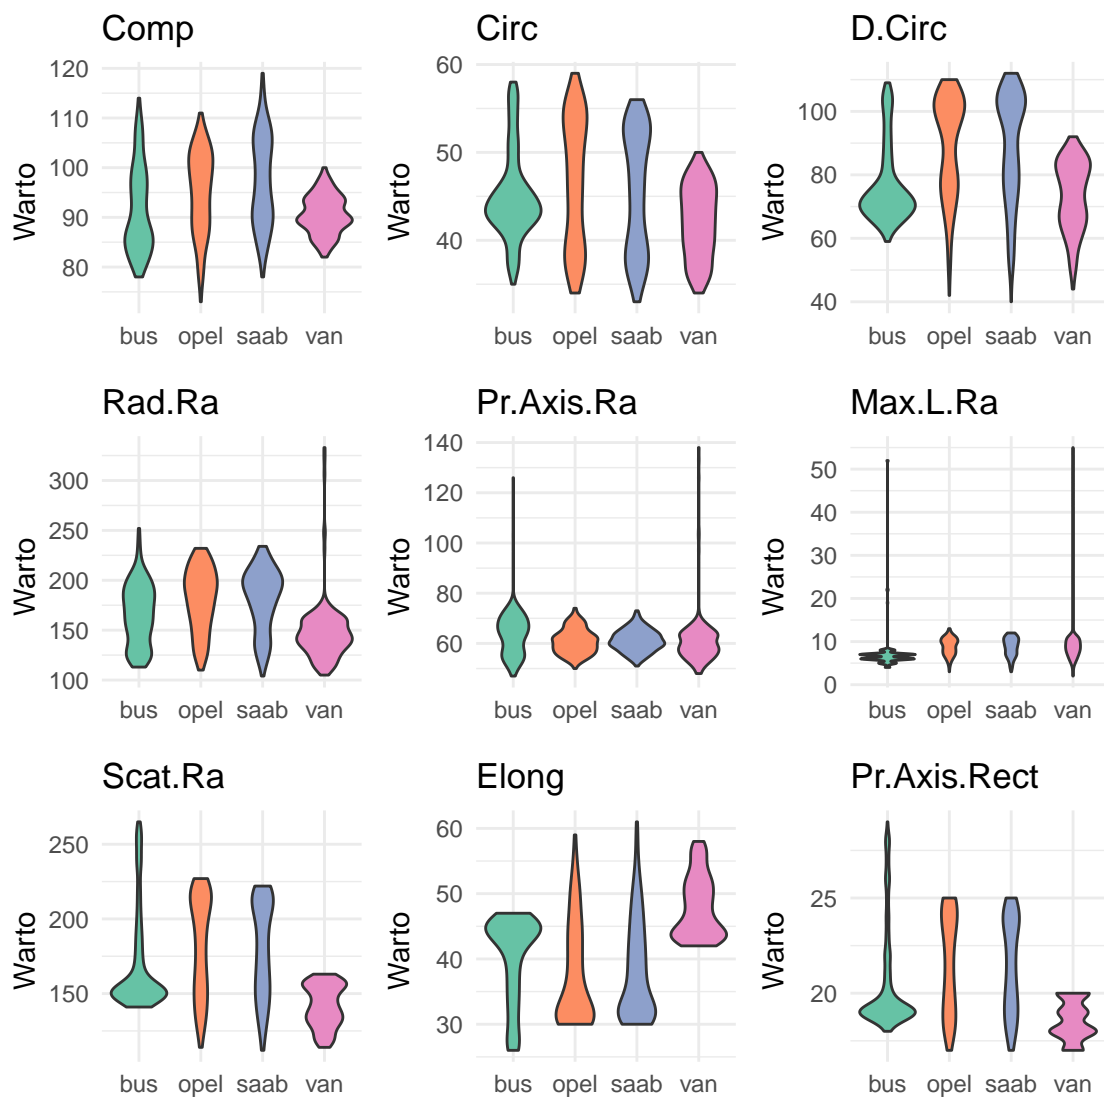 Comp
120
110
100
90
80
Warto
bus opel saab van
Circ
60
50
40
Warto
bus opel saab van
D.Circ
100
80
60
40
Warto
bus opel saab van
Rad.Ra
300
250
200
150
100
Warto
bus opel saab van
Pr.Axis.Ra
140
120
100
80
60
Warto
bus opel saab van
Max.L.Ra
50
40
30
20
10
0
Warto
bus opel saab van
Scat.Ra
250
200
150
Warto
bus opel saab van
Elong
60
50
40
30
Warto
bus opel saab van
Pr.Axis.Rect
25
20
Warto
bus opel saab van